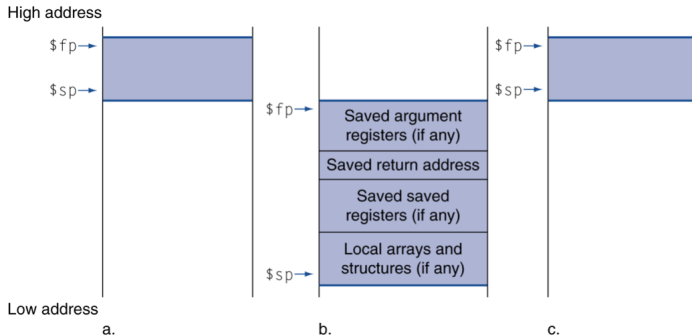 High address
$fp
$sp
$fp
Saved argument
registers (if any)
Saved return address
Saved saved
registers (if any)
Local arrays and
structures (if any)
$sp
$fp
$sp
Low address
a.
b.
c.